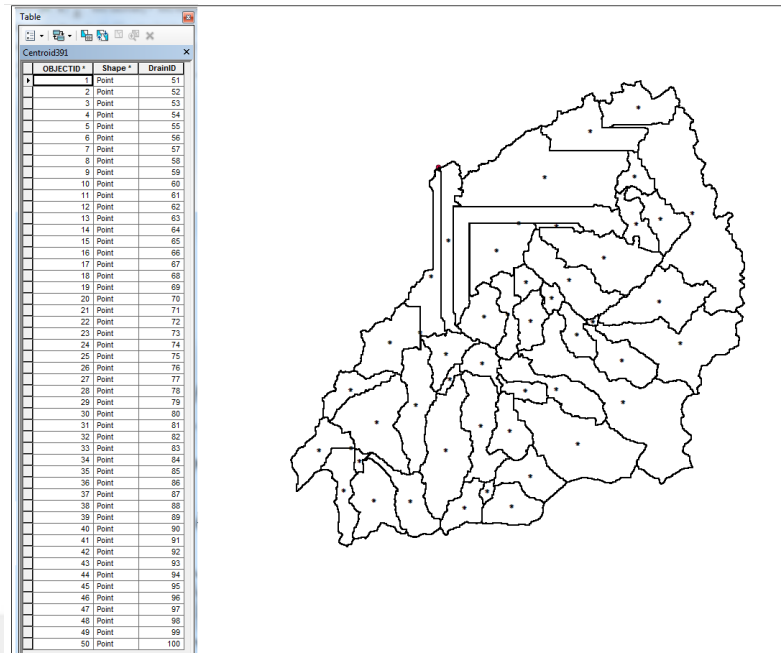 Table
Centroid391
OBJECTID * Shape * DrainID
1 Point 51
2 Point 52
3 Point 53
4 Point 54
5 Point 55
6 Point 56
7 Point 57
8 Point 58
9 Point 59
10 Point 60
11 Point 61
12 Point 62
13 Point 63
14 Point 64
15 Point 65
16 Point 66
17 Point 67
18 Point 68
19 Point 69
20 Point 70
21 Point 71
22 Point 72
23 Point 73
24 Point 74
25 Point 75
26 Point 76
27 Point 77
28 Point 78
29 Point 79
30 Point 80
31 Point 81
32 Point 82
33 Point 83
34 Point 84
35 Point 85
36 Point 86
37 Point 87
38 Point 88
39 Point 89
40 Point 90
41 Point 91
42 Point 92
43 Point 93
44 Point 94
45 Point 95
46 Point 96
47 Point 97
48 Point 98
49 Point 99
50 Point 100